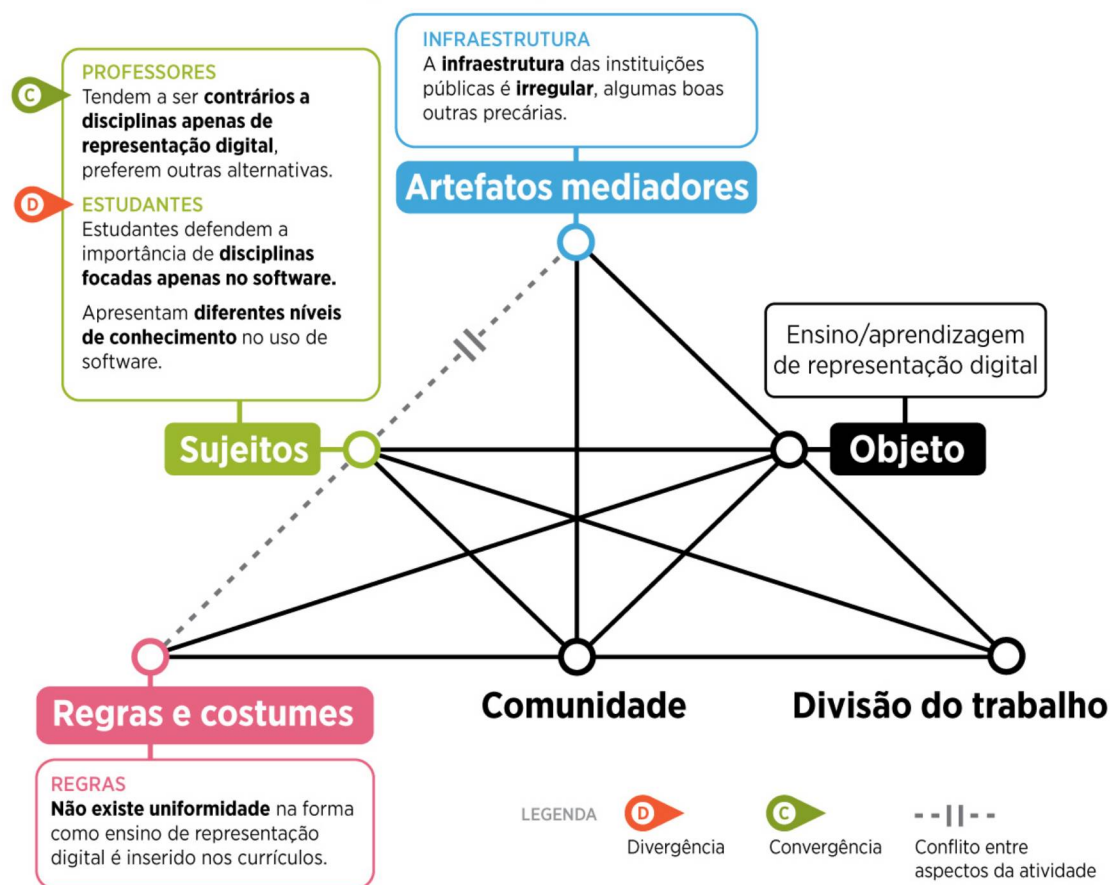 INFRAESTRUTURA
A infraestrutura das instituições
públicas é irregular, algumas boas
outras precárias.
Artefatos mediadores
C
PROFESSORES
Tendem a ser contrários a
disciplinas apenas de
representação digital,
preferem outras alternativas.
D
ESTUDANTES
Estudantes defendem a
importância de disciplinas
focadas apenas no software.
Apresentam diferentes níveis
de conhecimento no uso de
software.
Sujeitos
Ensino/aprendizagem
de representação digital
Objeto
Regras e costumes
Comunidade
Divisão do trabalho
REGRAS
Não existe uniformidade na forma
como ensino de representação
digital é inserido nos currículos.
LEGENDA
D
Divergência
C
Convergência
Conflito entre
aspectos da atividade